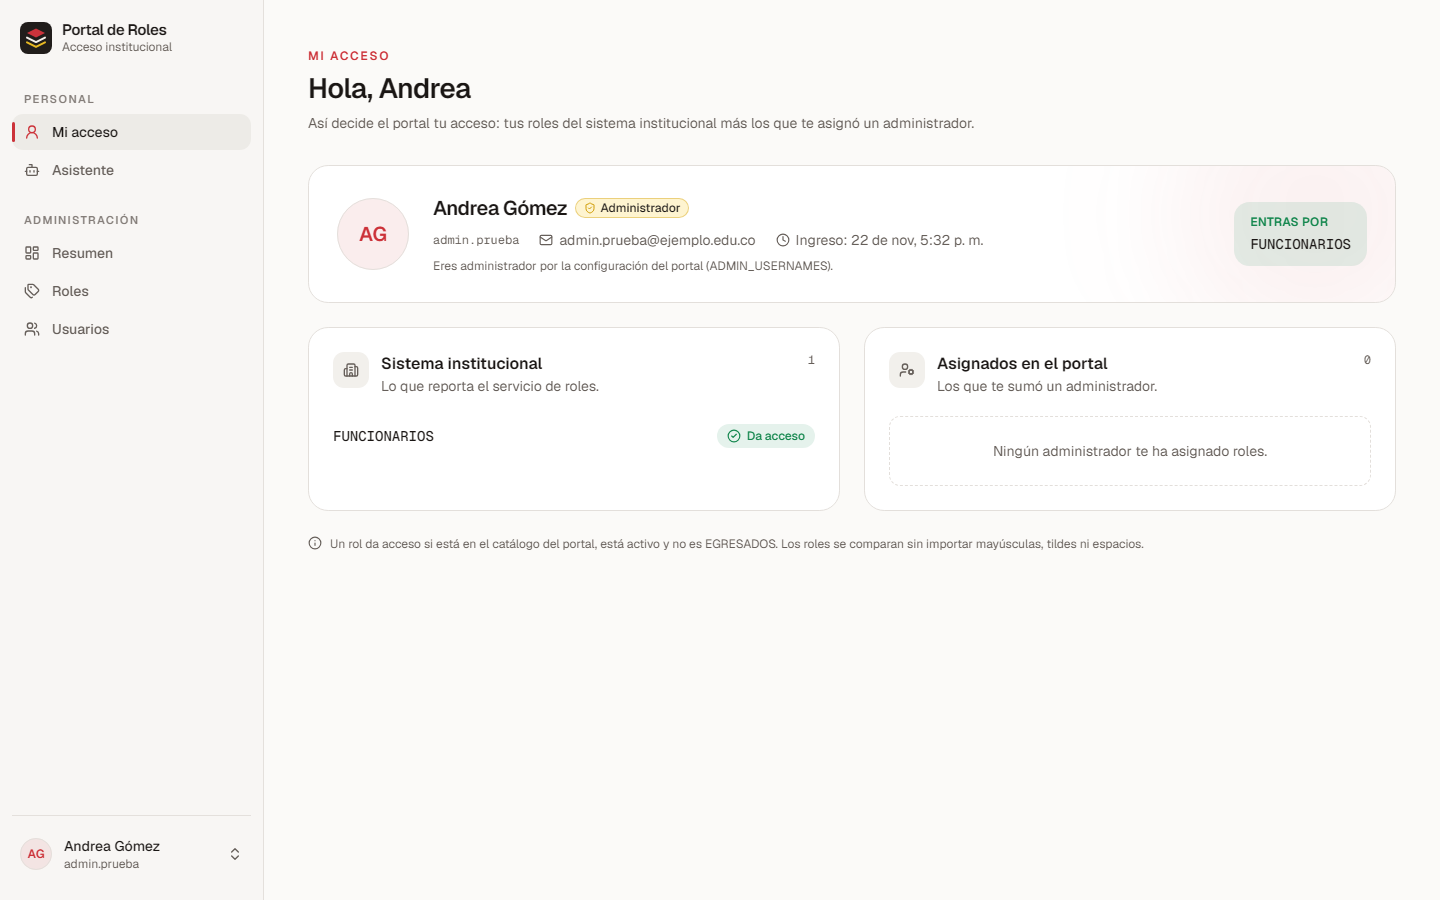 Portal de Roles
Acceso institucional
PERSONAL
Mi acceso
Asistente
ADMINISTRACIÓN
Resumen
Roles
Usuarios
AG
Andrea Gómez
admin.prueba
MI ACCESO
Hola, Andrea
Así decide el portal tu acceso: tus roles del sistema institucional más los que te asignó un administrador.
AG
Andrea Gómez Administrador
admin.prueba admin.prueba@ejemplo.edu.co Ingreso: 22 de nov, 5:32 p. m.
Eres administrador por la configuración del portal (ADMIN_USERNAMES).
ENTRAS POR
FUNCIONARIOS
Sistema institucional 1
Lo que reporta el servicio de roles.
FUNCIONARIOS Da acceso
Asignados en el portal 0
Los que te sumó un administrador.
Ningún administrador te ha asignado roles.
Un rol da acceso si está en el catálogo del portal, está activo y no es EGRESADOS. Los roles se comparan sin importar mayúsculas, tildes ni espacios.